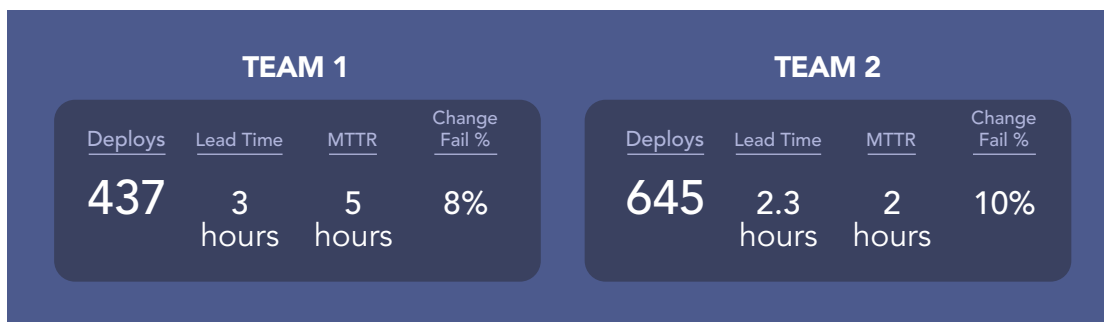 TEAM 1
Deploys Lead Time MTTR Change Fail %
437 3 hours 5 hours 8%
TEAM 2
Deploys Lead Time MTTR Change Fail %
645 2.3 hours 2 hours 10%